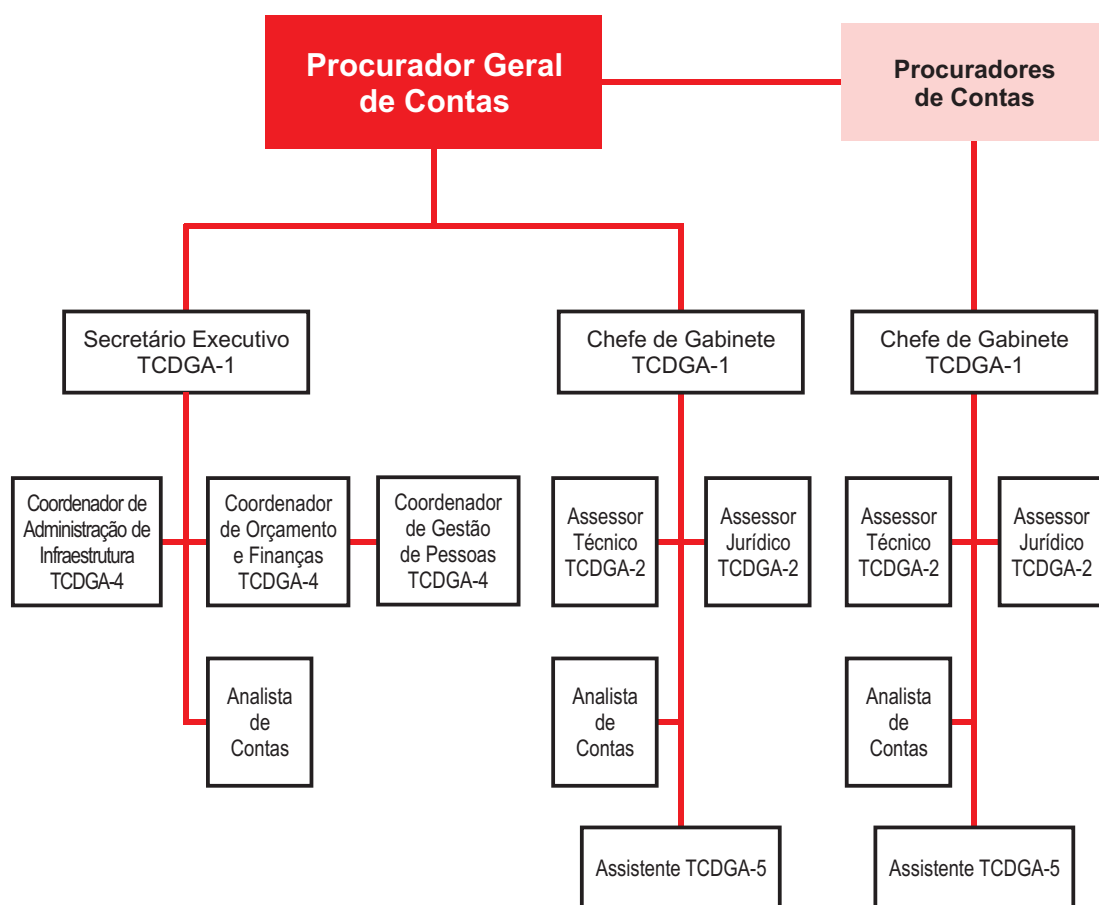 Procurador Geral
de Contas
Procuradores
de Contas
Secretário Executivo
TCDGA-1
Chefe de Gabinete
TCDGA-1
Chefe de Gabinete
TCDGA-1
Coordenador de
Administração de
Infraestrutura
TCDGA-4
Coordenador
de Orçamento
e Finanças
TCDGA-4
Coordenador
de Gestão
de Pessoas
TCDGA-4
Assessor
Técnico
TCDGA-2
Assessor
Jurídico
TCDGA-2
Assessor
Técnico
TCDGA-2
Assessor
Jurídico
TCDGA-2
Analista
de
Contas
Analista
de
Contas
Analista
de
Contas
Assistente TCDGA-5
Assistente TCDGA-5